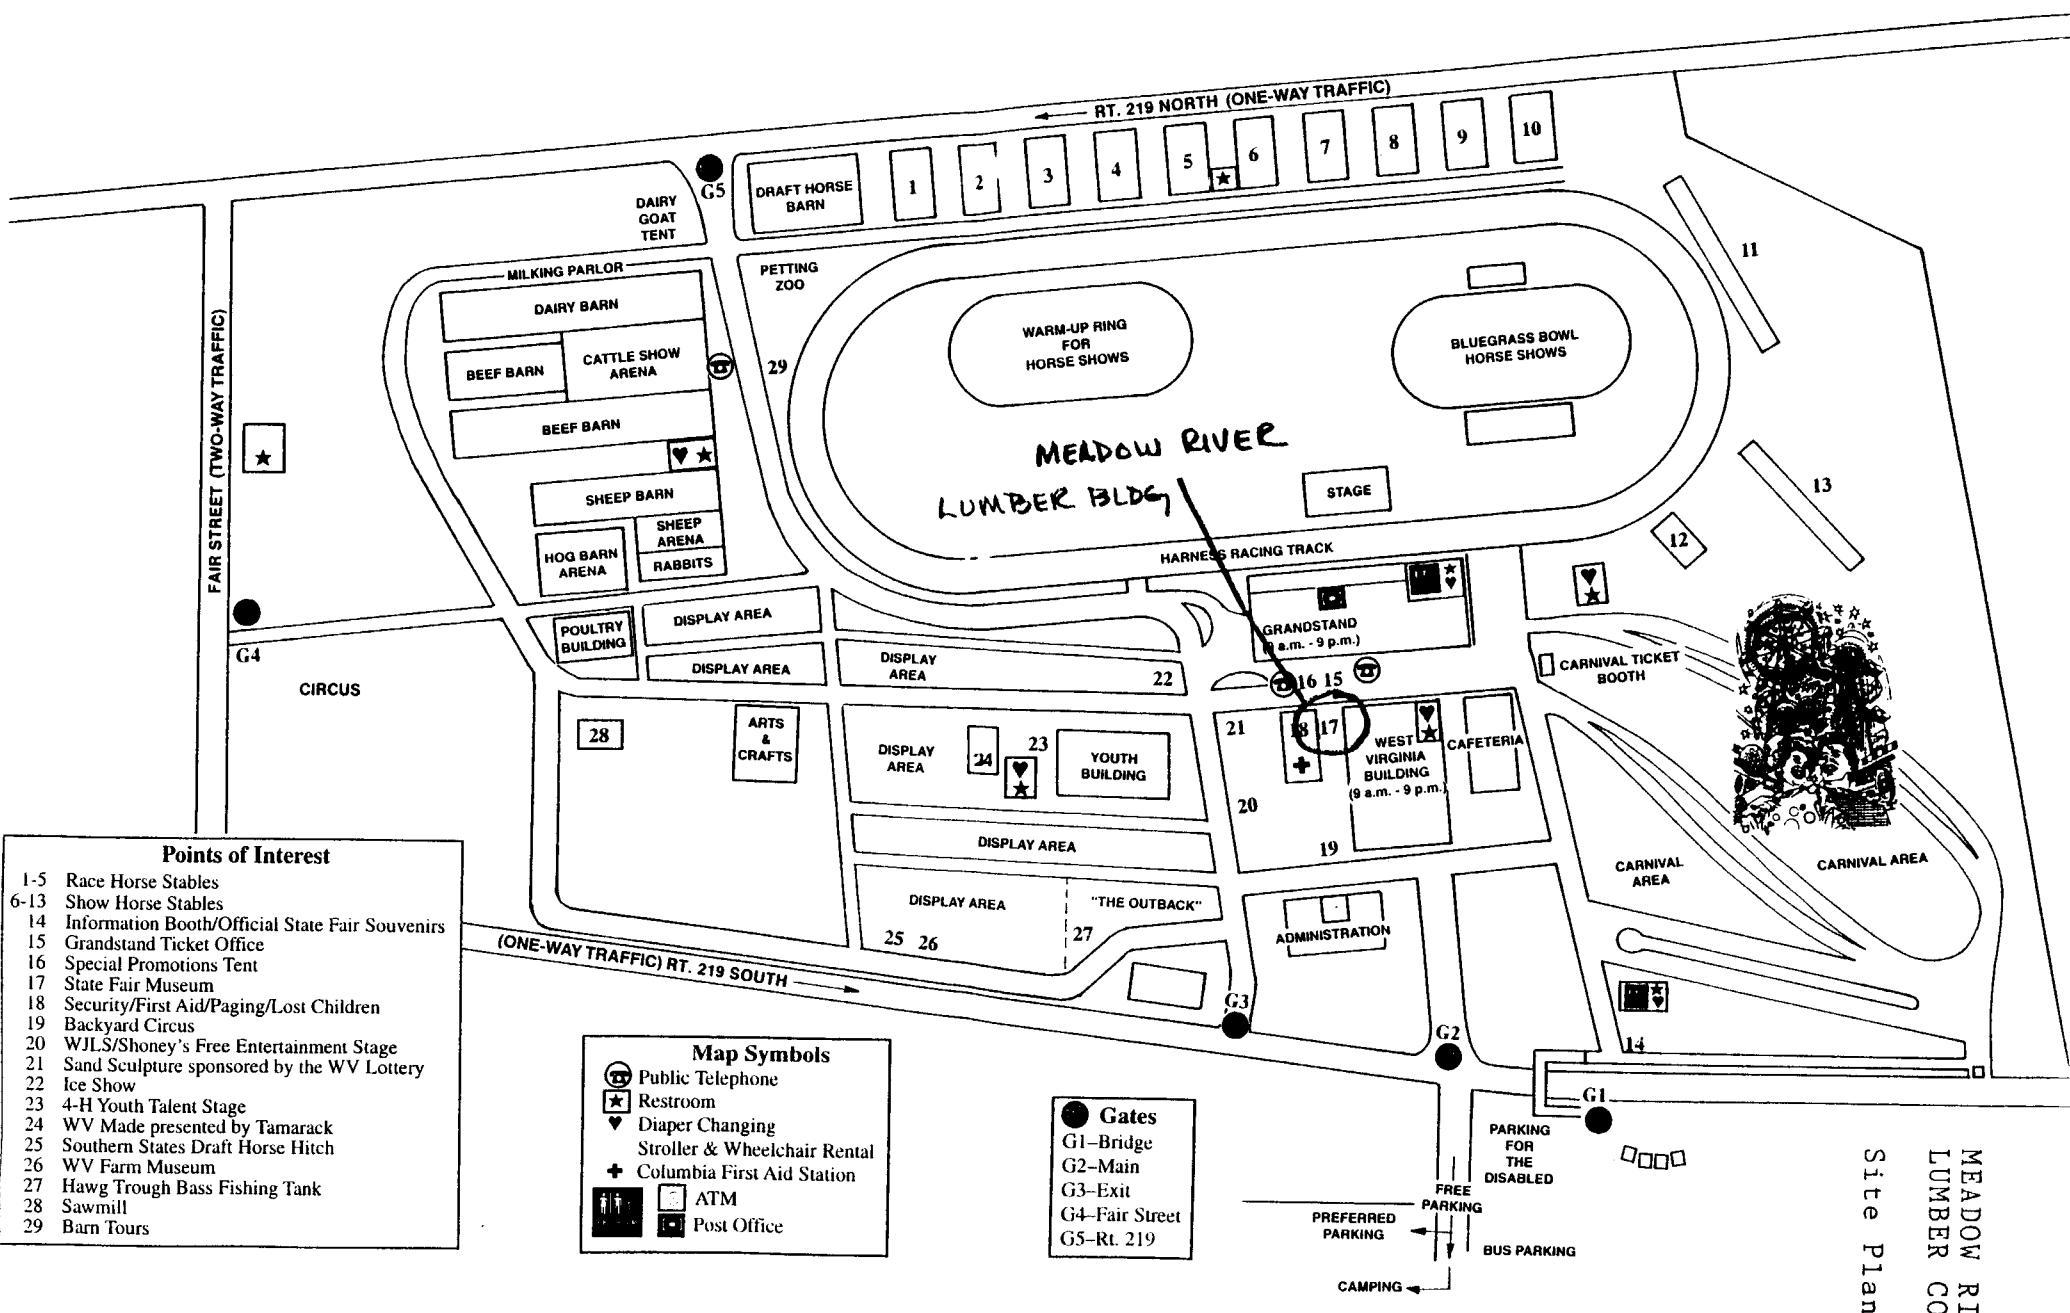 RT. 219 NORTH (ONE-WAY TRAFFIC)
G5
DRAFT HORSE
BARN
1
2
3
4
5
6
7
8
9
10
DAIRY
GOAT
TENT
MILKING PARLOR
PETTING
ZOO
11
DAIRY BARN
BEEF BARN
CATTLE SHOW
ARENA
29
WARM-UP RING
FOR
HORSE SHOWS
BLUEGRASS BOWL
HORSE SHOWS
BEEF BARN
FAIR STREET (TWO-WAY TRAFFIC)
MEADOW RIVER
LUMBER BLDG
STAGE
13
SHEEP BARN
SHEEP
ARENA
HOG BARN
ARENA
RABBITS
HARNESS RACING TRACK
12
G4
POULTRY
BUILDING
DISPLAY AREA
DISPLAY AREA
DISPLAY
AREA
22
GRANDSTAND
(9 a.m. - 9 p.m.)
16
15
CARNIVAL TICKET
BOOTH
CIRCUS
28
ARTS
&
CRAFTS
DISPLAY
AREA
24
23
YOUTH
BUILDING
21
18
17
WEST
VIRGINIA
BUILDING
(9 a.m. - 9 p.m.)
CAFETERIA
20
19
DISPLAY AREA
CARNIVAL
AREA
CARNIVAL AREA
DISPLAY AREA
"THE OUTBACK"
25
26
27
ADMINISTRATION
(ONE-WAY TRAFFIC) RT. 219 SOUTH
G3
G2
14
G1
PARKING
FOR
THE
DISABLED
FREE
PARKING
PREFERRED
PARKING
BUS PARKING
CAMPING
Points of Interest
1-5 Race Horse Stables
6-13 Show Horse Stables
14 Information Booth/Official State Fair Souvenirs
15 Grandstand Ticket Office
16 Special Promotions Tent
17 State Fair Museum
18 Security/First Aid/Paging/Lost Children
19 Backyard Circus
20 WJLS/Shoney's Free Entertainment Stage
21 Sand Sculpture sponsored by the WV Lottery
22 Ice Show
23 4-H Youth Talent Stage
24 WV Made presented by Tamarack
25 Southern States Draft Horse Hitch
26 WV Farm Museum
27 Hawg Trough Bass Fishing Tank
28 Sawmill
29 Barn Tours
Map Symbols
Public Telephone
Restroom
Diaper Changing
Stroller & Wheelchair Rental
Columbia First Aid Station
ATM
Post Office
Gates
G1–Bridge
G2–Main
G3–Exit
G4–Fair Street
G5–Rt. 219
MEADOW RI
LUMBER CO
Site Plan